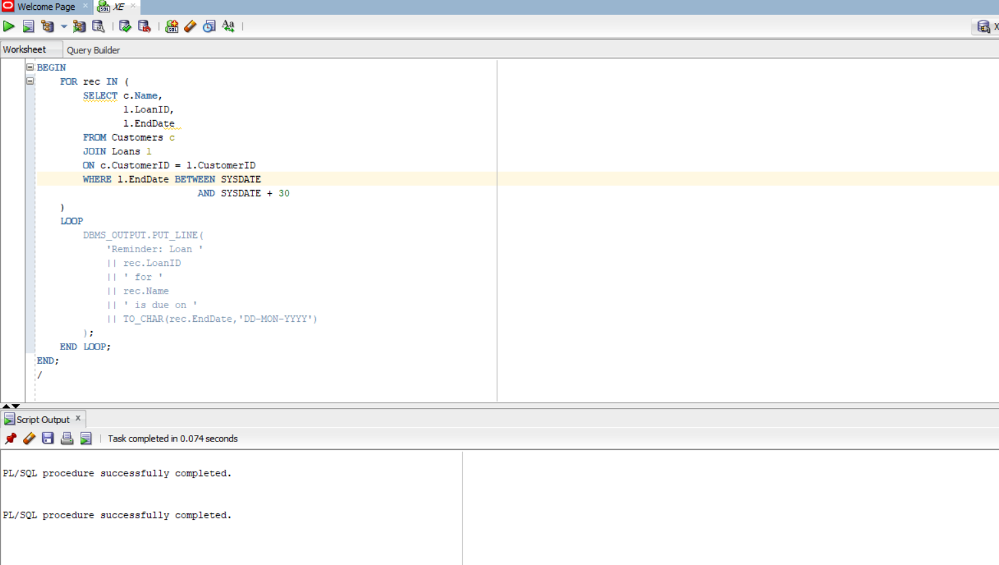 Welcome Page
XE
X
Worksheet
Query Builder
BEGIN
    FOR rec IN (
        SELECT c.Name,
               l.LoanID,
               l.EndDate
        FROM Customers c
        JOIN Loans l
        ON c.CustomerID = l.CustomerID
        WHERE l.EndDate BETWEEN SYSDATE
                            AND SYSDATE + 30
    )
    LOOP
        DBMS_OUTPUT.PUT_LINE(
            'Reminder: Loan '
            || rec.LoanID
            || ' for '
            || rec.Name
            || ' is due on '
            || TO_CHAR(rec.EndDate,'DD-MON-YYYY')
        );
    END LOOP;
END;
/
Script Output
Task completed in 0.074 seconds
PL/SQL procedure successfully completed.
PL/SQL procedure successfully completed.